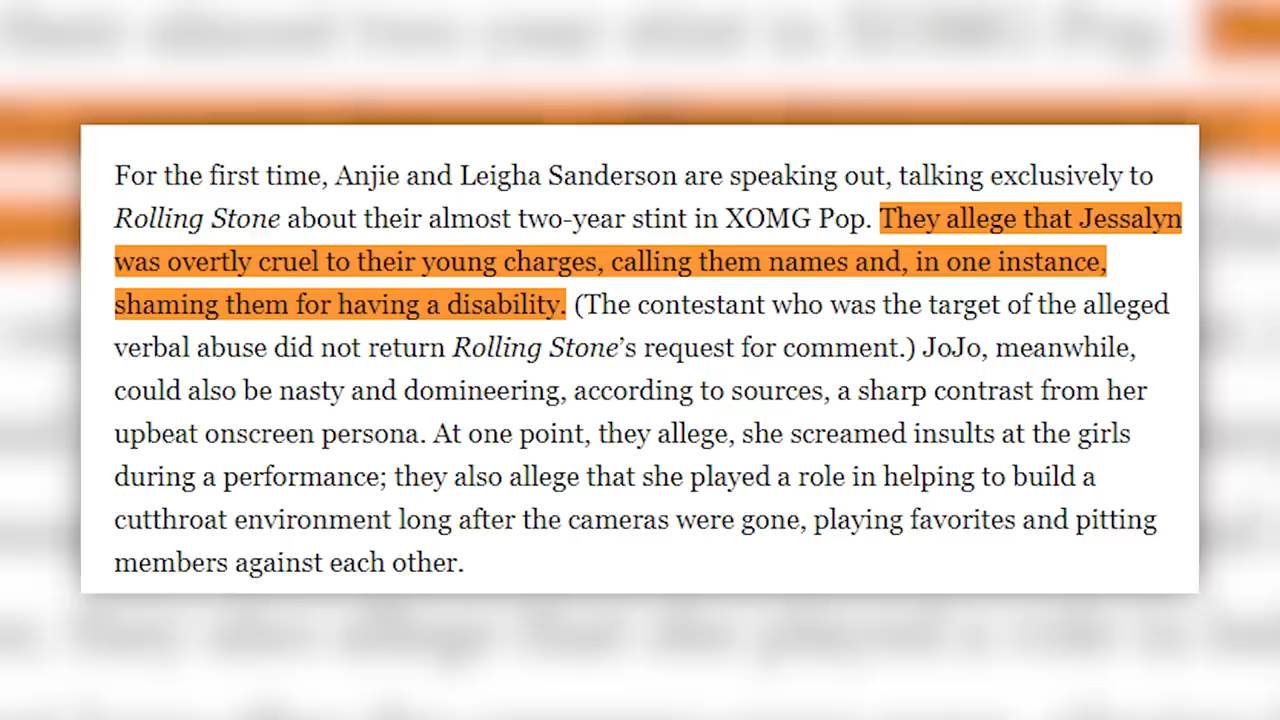 For the first time, Anjie and Leigha Sanderson are speaking out, talking exclusively to
Rolling Stone about their almost two-year stint in XOMG Pop. They allege that Jessalyn
was overtly cruel to their young charges, calling them names and, in one instance,
shaming them for having a disability. (The contestant who was the target of the alleged
verbal abuse did not return Rolling Stone’s request for comment.) JoJo, meanwhile,
could also be nasty and domineering, according to sources, a sharp contrast from her
upbeat onscreen persona. At one point, they allege, she screamed insults at the girls
during a performance; they also allege that she played a role in helping to build a
cutthroat environment long after the cameras were gone, playing favorites and pitting
members against each other.